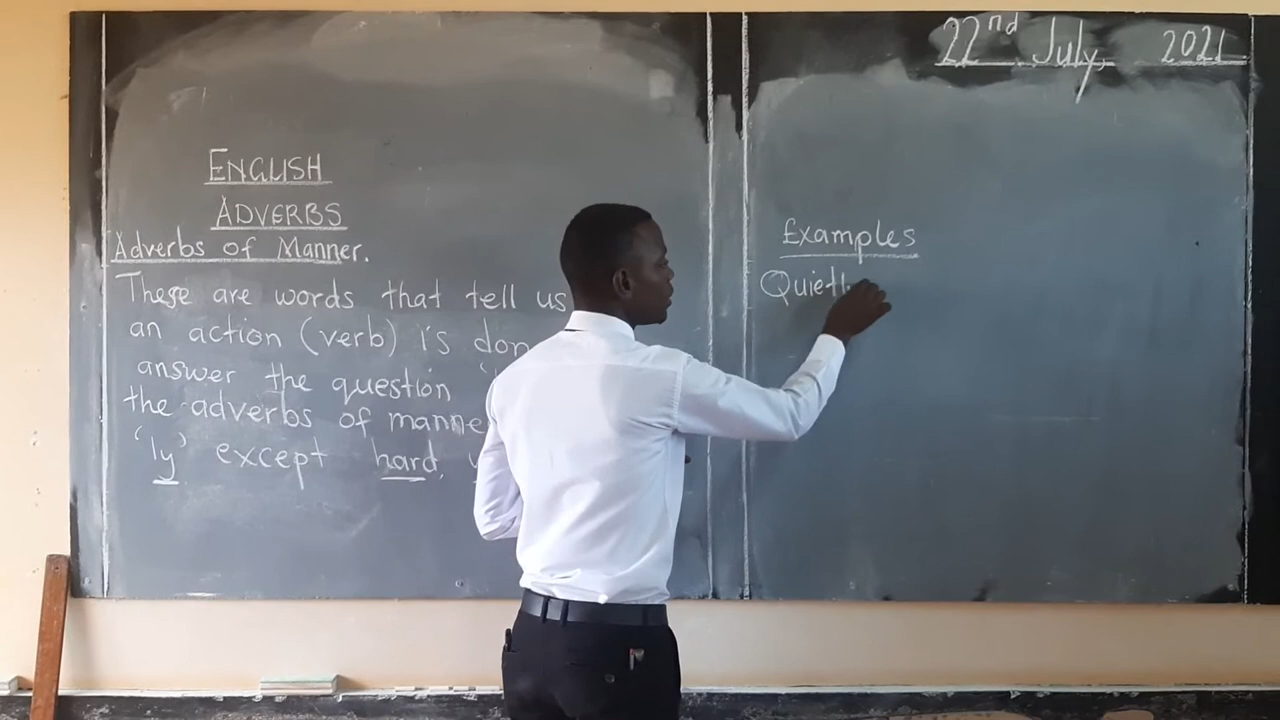 ENGLISH
ADVERBS
Adverbs of Manner.
These are words that tell us
an action (verb) is
answer the question
the adverbs of
'ly' except hard,
22nd July, 2021
Examples